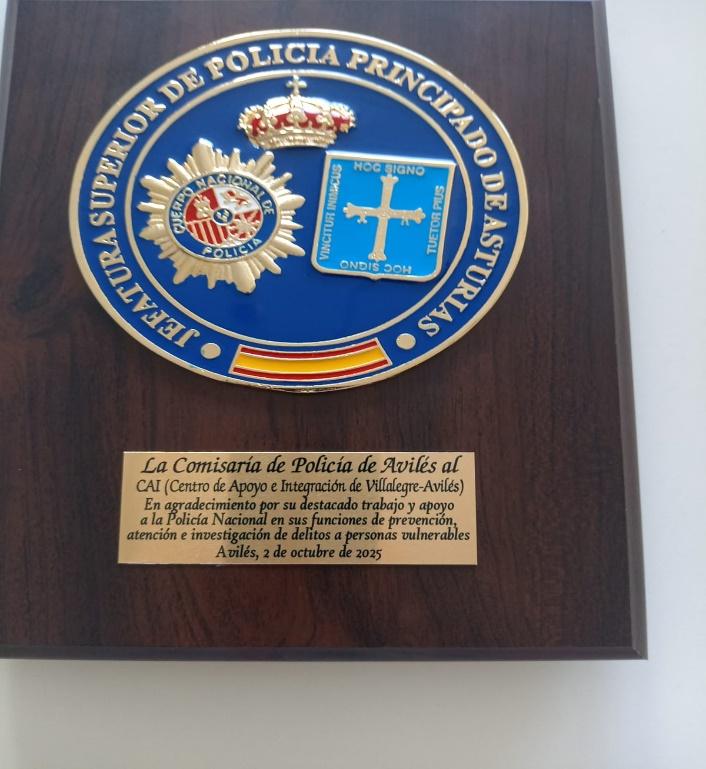 JEFATURA SUPERIOR DE POLICIA PRINCIPADO DE ASTURIAS
CUERPO NACIONAL DE
POLICIA
HOC SIGNO
VINCITUR INIMICUS
TUETOR PIUS
HOC SIGNO
La Comisaría de Policía de Avilés al
CAI (Centro de Apoyo e Integración de Villalegre-Avilés)
En agradecimiento por su destacado trabajo y apoyo
a la Policía Nacional en sus funciones de prevención,
atención e investigación de delitos a personas vulnerables
Avilés, 2 de octubre de 2025